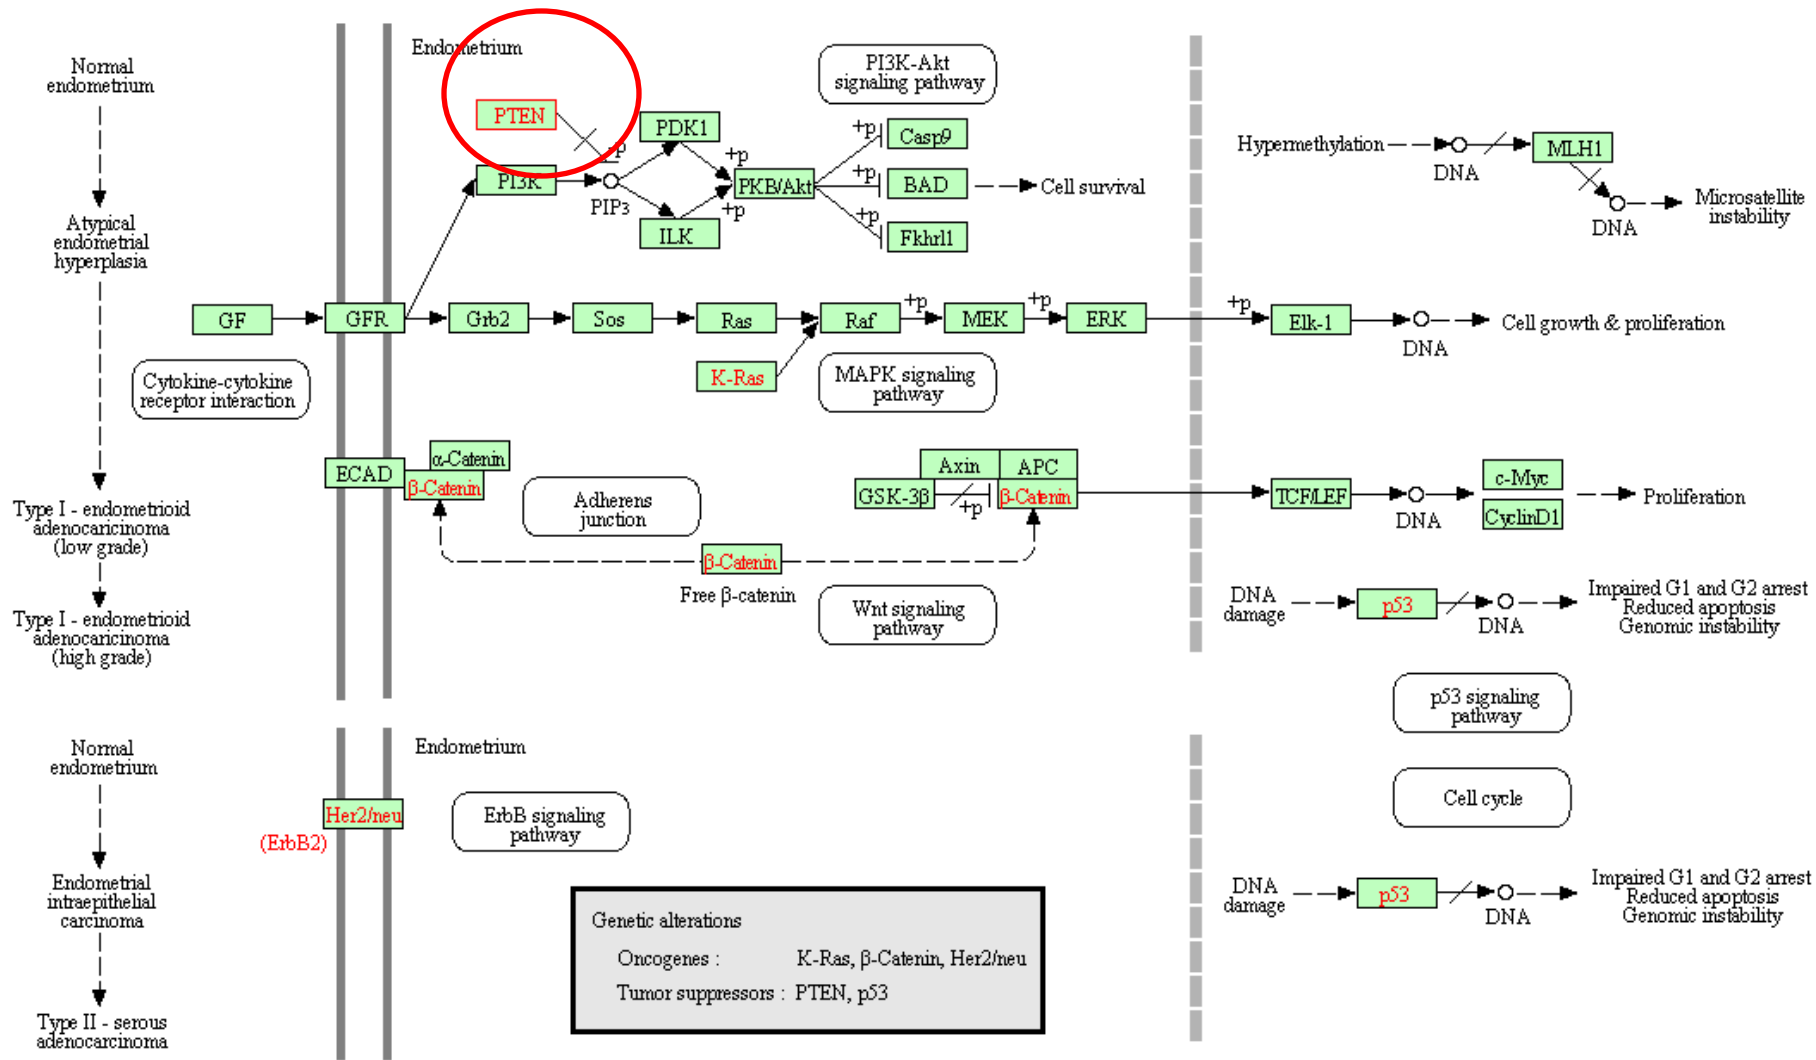 Normal
endometrium
Atypical
endometrial
hyperplasia
Type I - endometrioid
adenocaricinoma
(low grade)
Type I - endometrioid
adenocaricinoma
(high grade)
Endometrium
PTEN
PI3K
PIP3
-p
PDK1
ILK
+p
+p
PKB/Akt
PI3K-Akt
signaling pathway
+p
+p
+p
Casp9
BAD
Fkhrl1
Cell survival
Hypermethylation
DNA
MLH1
DNA
Microsatellite
instability
GF
GFR
Grb2
Sos
Ras
Raf
+p
MEK
+p
ERK
+p
Elk-1
DNA
Cell growth & proliferation
Cytokine-cytokine
receptor interaction
K-Ras
MAPK signaling
pathway
ECAD
α-Catenin
β-Catenin
Adherens
junction
Axin
APC
GSK-3β
+p
β-Catenin
TCF/LEF
DNA
c-Myc
CyclinD1
Proliferation
β-Catenin
Free β-catenin
Wnt signaling
pathway
DNA
damage
p53
DNA
Impaired G1 and G2 arrest
Reduced apoptosis
Genomic instability
p53 signaling
pathway
Cell cycle
Normal
endometrium
Endometrial
intraepithelial
carcinoma
Type II - serous
adenocarcinoma
Endometrium
Her2/neu
(ErbB2)
ErbB signaling
pathway
DNA
damage
p53
DNA
Impaired G1 and G2 arrest
Reduced apoptosis
Genomic instability
Genetic alterations
Oncogenes : K-Ras, β-Catenin, Her2/neu
Tumor suppressors : PTEN, p53